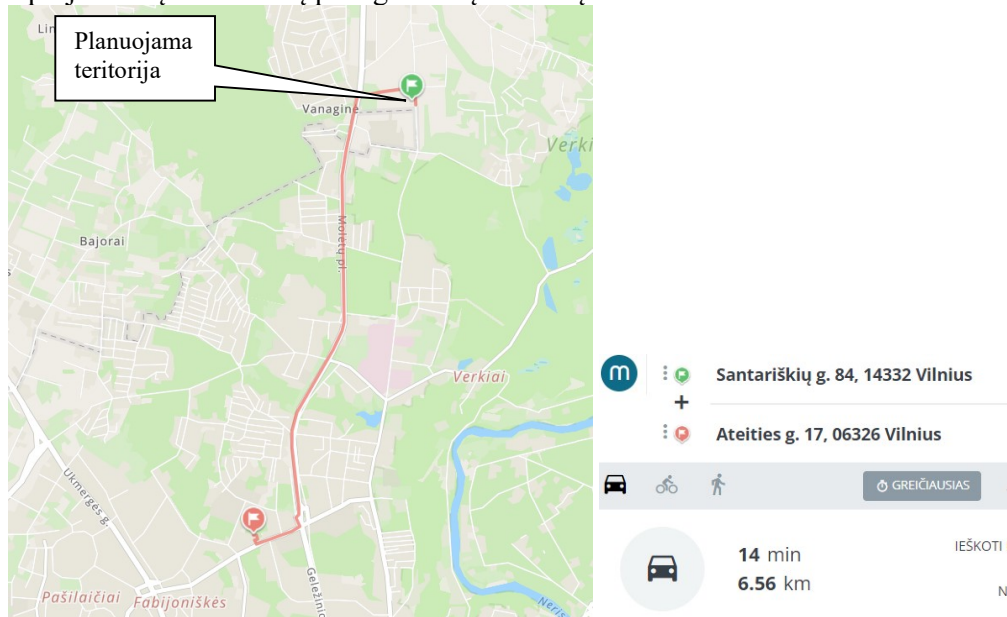 Planuojama
teritorija
Vanaginė
Verki
Molėtų pl.
Bajorai
Verkiai
Ukmergės g.
Pašilaičiai
Fabijoniškės
Geležinio
Neris
m
Santariškių g. 84, 14332 Vilnius
+
Ateities g. 17, 06326 Vilnius
GREIČIAUSIAS
14 min
6.56 km
IEŠKOTI
N